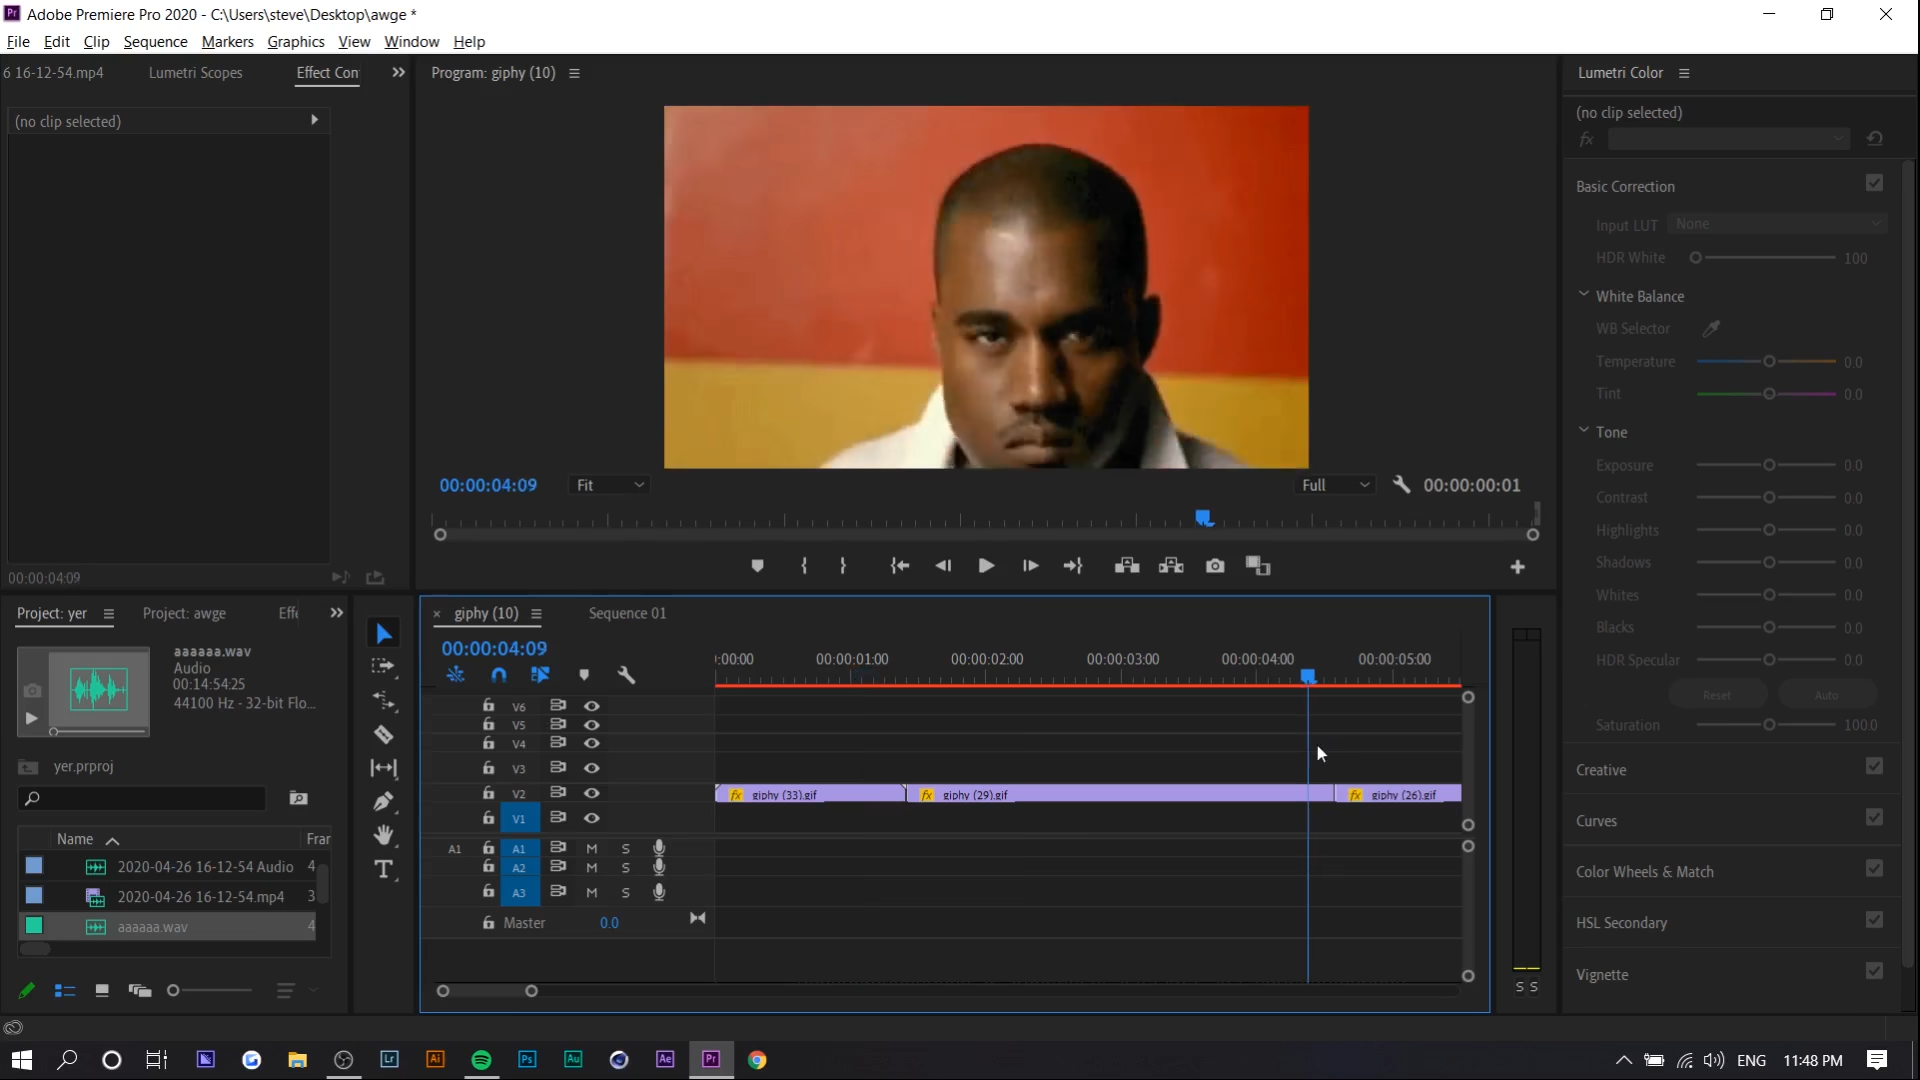 Adobe Premiere Pro 2020 - C:\Users\steve\Desktop\awge *
File Edit Clip Sequence Markers Graphics View Window Help
6 16-12-54.mp4 Lumetri Scopes Effect Con
(no clip selected)
00:00:04:09
Program: giphy (10)
00:00:04:09 Fit Full 00:00:00:01
Lumetri Color
(no clip selected)
fx
Basic Correction
Input LUT None
HDR White 100
White Balance
WB Selector
Temperature 0.0
Tint 0.0
Tone
Exposure 0.0
Contrast 0.0
Highlights 0.0
Shadows 0.0
Whites 0.0
Blacks 0.0
HDR Specular 0.0
Reset Auto
Saturation 100.0
Creative
Curves
Color Wheels & Match
HSL Secondary
Vignette
Project: yer Project: awge Effe
aaaaaa.wav
Audio
00:14:54:25
44100 Hz - 32-bit Flo...
yer.prproj
Name Frar
2020-04-26 16-12-54 Audio 4
2020-04-26 16-12-54.mp4 3
aaaaaa.wav 4
giphy (10) Sequence 01
00:00:04:09
:00:00 00:00:01:00 00:00:02:00 00:00:03:00 00:00:04:00 00:00:05:00
V6
V5
V4
V3
V2 fx giphy (33).gif fx giphy (29).gif fx giphy (26).gif
V1
A1 A1 M S
A2 M S
A3 M S
Master 0.0
S S
Lr Ai Ps Au Ae Pr ENG 11:48 PM